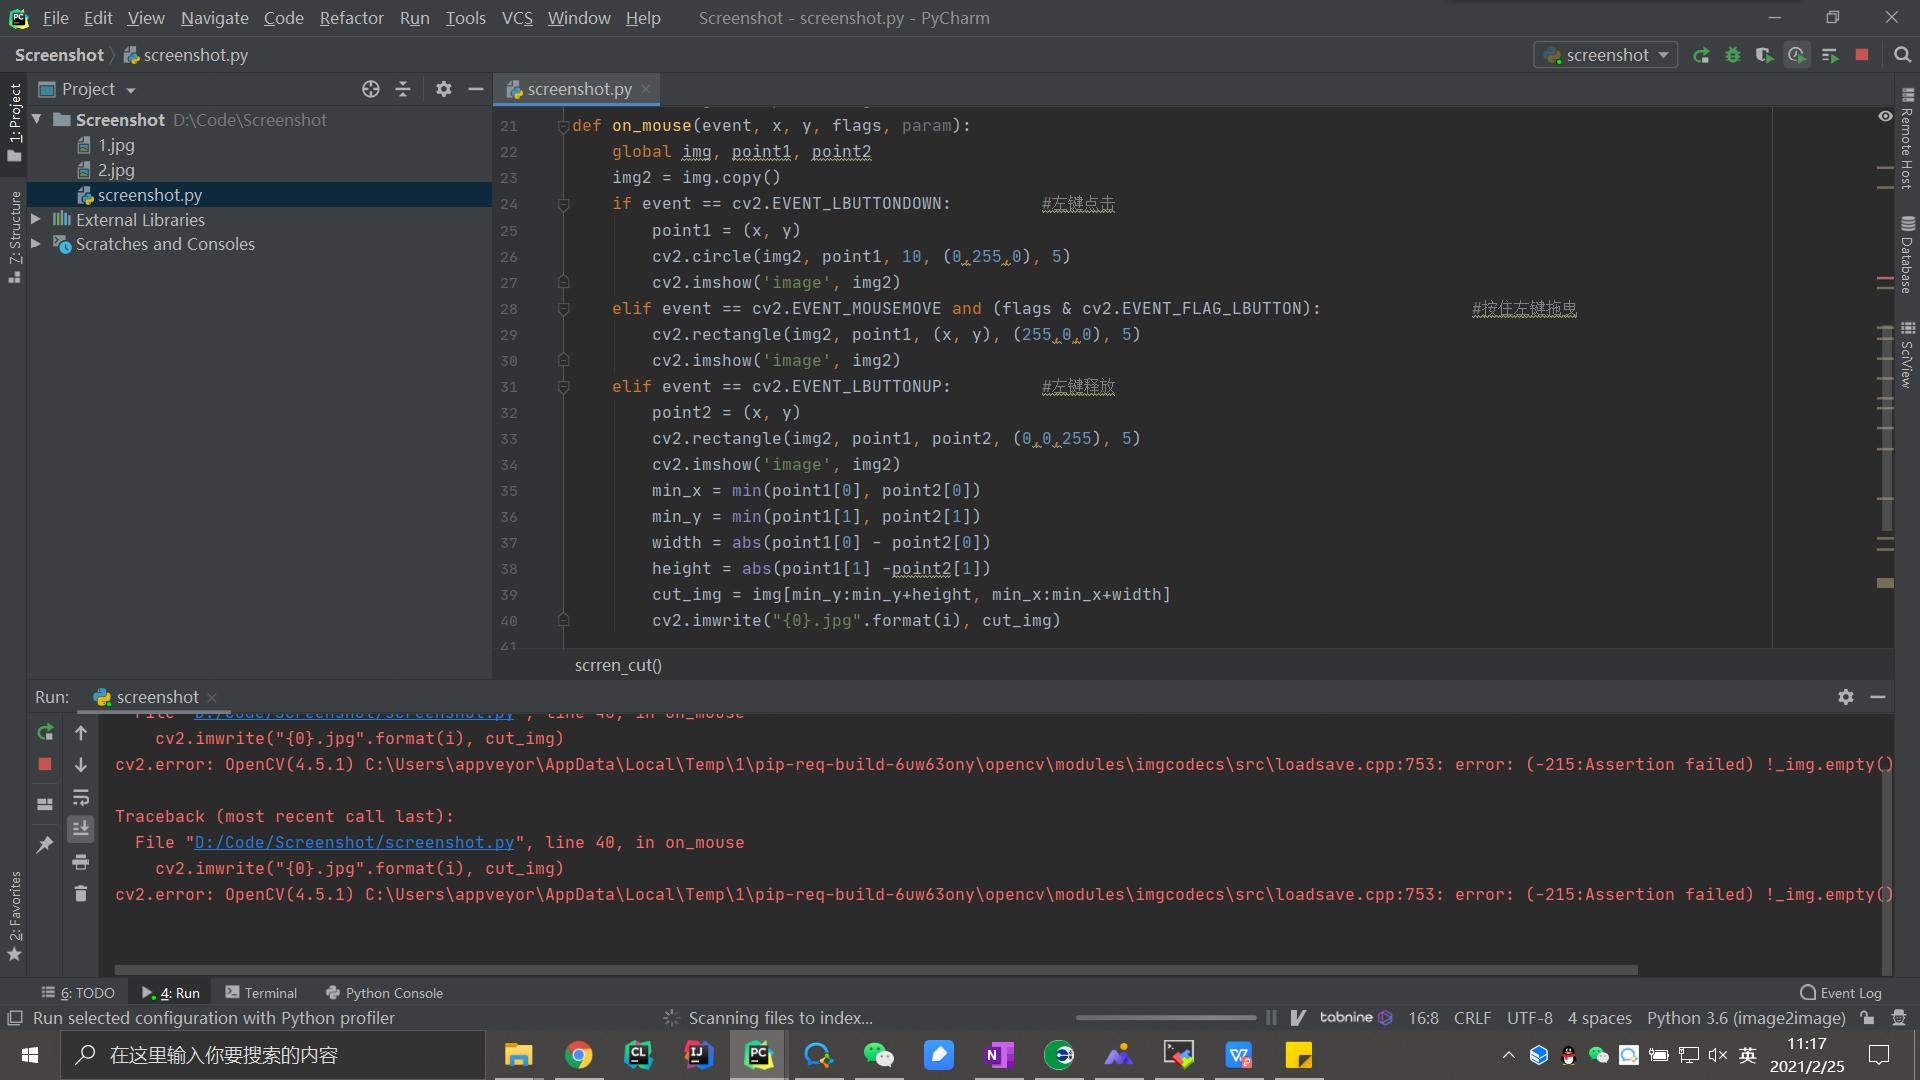 File Edit View Navigate Code Refactor Run Tools VCS Window Help Screenshot - screenshot.py - PyCharm
Screenshot screenshot.py screenshot
1: Project
Project
Screenshot D:\Code\Screenshot
1.jpg
2.jpg
screenshot.py
External Libraries
Scratches and Consoles
7: Structure
2: Favorites
screenshot.py
21 def on_mouse(event, x, y, flags, param):
22 global img, point1, point2
23 img2 = img.copy()
24 if event == cv2.EVENT_LBUTTONDOWN: #左键点击
25 point1 = (x, y)
26 cv2.circle(img2, point1, 10, (0,255,0), 5)
27 cv2.imshow('image', img2)
28 elif event == cv2.EVENT_MOUSEMOVE and (flags & cv2.EVENT_FLAG_LBUTTON): #按住左键拖曳
29 cv2.rectangle(img2, point1, (x, y), (255,0,0), 5)
30 cv2.imshow('image', img2)
31 elif event == cv2.EVENT_LBUTTONUP: #左键释放
32 point2 = (x, y)
33 cv2.rectangle(img2, point1, point2, (0,0,255), 5)
34 cv2.imshow('image', img2)
35 min_x = min(point1[0], point2[0])
36 min_y = min(point1[1], point2[1])
37 width = abs(point1[0] - point2[0])
38 height = abs(point1[1] -point2[1])
39 cut_img = img[min_y:min_y+height, min_x:min_x+width]
40 cv2.imwrite("{0}.jpg".format(i), cut_img)
41
scrren_cut()
Remote Host
Database
SciView
Run: screenshot
File "D:/Code/Screenshot/screenshot.py", line 40, in on_mouse
cv2.imwrite("{0}.jpg".format(i), cut_img)
cv2.error: OpenCV(4.5.1) C:\Users\appveyor\AppData\Local\Temp\1\pip-req-build-6uw63ony\opencv\modules\imgcodecs\src\loadsave.cpp:753: error: (-215:Assertion failed) !_img.empty()
Traceback (most recent call last):
File "D:/Code/Screenshot/screenshot.py", line 40, in on_mouse
cv2.imwrite("{0}.jpg".format(i), cut_img)
cv2.error: OpenCV(4.5.1) C:\Users\appveyor\AppData\Local\Temp\1\pip-req-build-6uw63ony\opencv\modules\imgcodecs\src\loadsave.cpp:753: error: (-215:Assertion failed) !_img.empty()
6: TODO 4: Run Terminal Python Console Event Log
Run selected configuration with Python profiler Scanning files to index... tabnine 16:8 CRLF UTF-8 4 spaces Python 3.6 (image2image)
在这里输入你要搜索的内容 英 11:17
2021/2/25